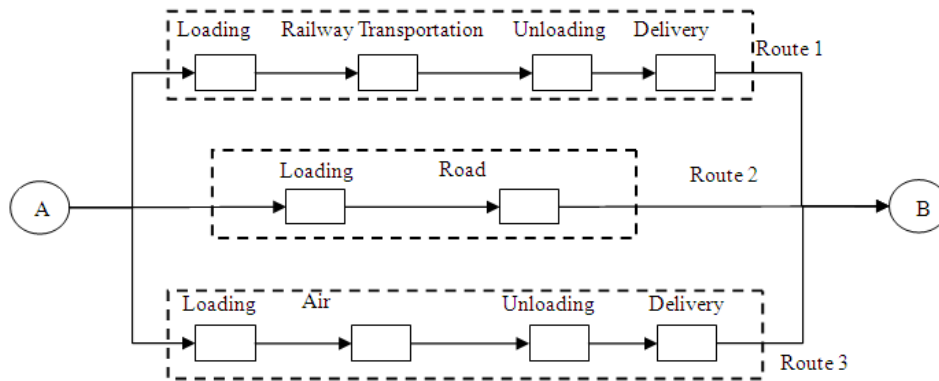 Loading Railway Transportation Unloading Delivery
Route 1
Loading Road
Route 2
A
B
Loading Air Unloading Delivery
Route 3